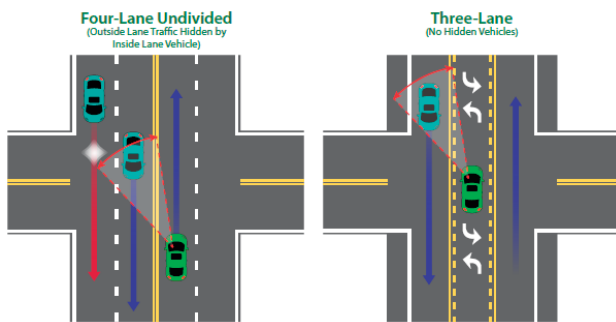 Four-Lane Undivided
(Outside Lane Traffic Hidden by
Inside Lane Vehicle)
Three-Lane
(No Hidden Vehicles)